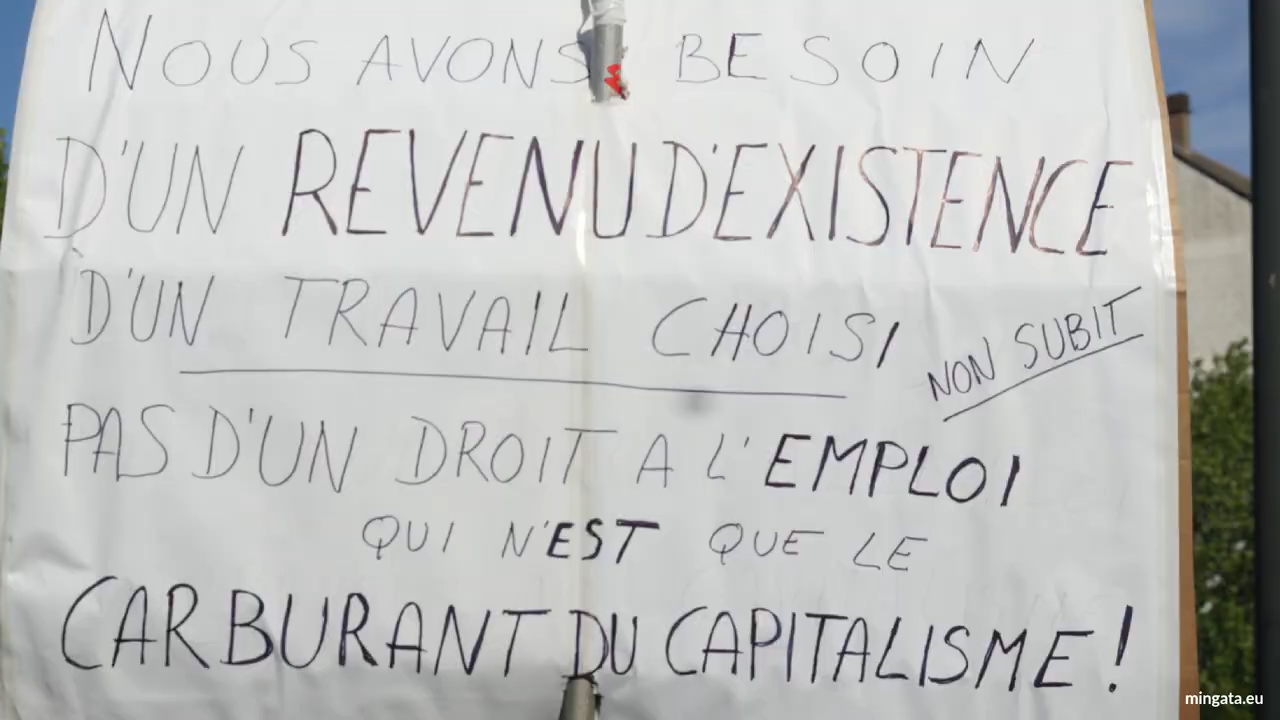 NOUS AVONS BESOIN
D'UN REVENU D'EXISTENCE
D'UN TRAVAIL CHOISI
NON SUBIT
PAS D'UN DROIT A L'EMPLOI
QUI N'EST QUE LE
CARBURANT DU CAPITALISME !
mingata.eu